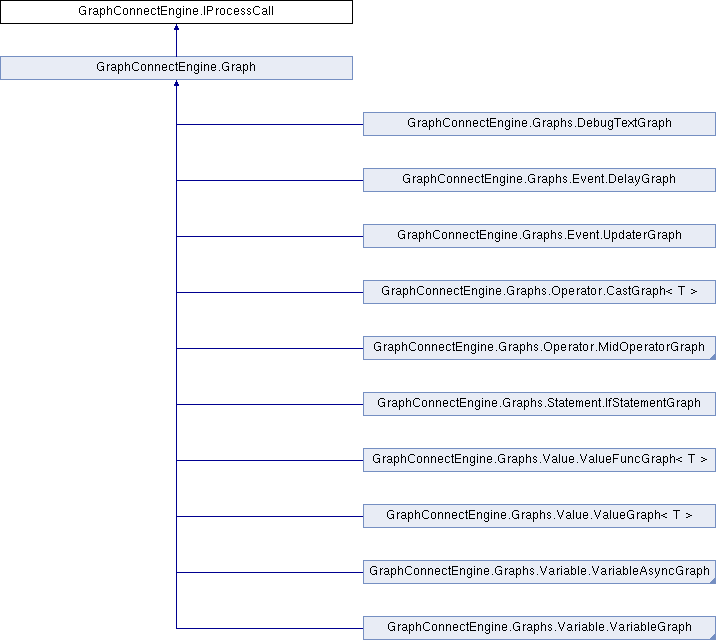 GraphConnectEngine.IProcessCall
GraphConnectEngine.Graph
GraphConnectEngine.Graphs.DebugTextGraph
GraphConnectEngine.Graphs.Event.DelayGraph
GraphConnectEngine.Graphs.Event.UpdaterGraph
GraphConnectEngine.Graphs.Operator.CastGraph< T >
GraphConnectEngine.Graphs.Operator.MidOperatorGraph
GraphConnectEngine.Graphs.Statement.IfStatementGraph
GraphConnectEngine.Graphs.Value.ValueFuncGraph< T >
GraphConnectEngine.Graphs.Value.ValueGraph< T >
GraphConnectEngine.Graphs.Variable.VariableAsyncGraph
GraphConnectEngine.Graphs.Variable.VariableGraph